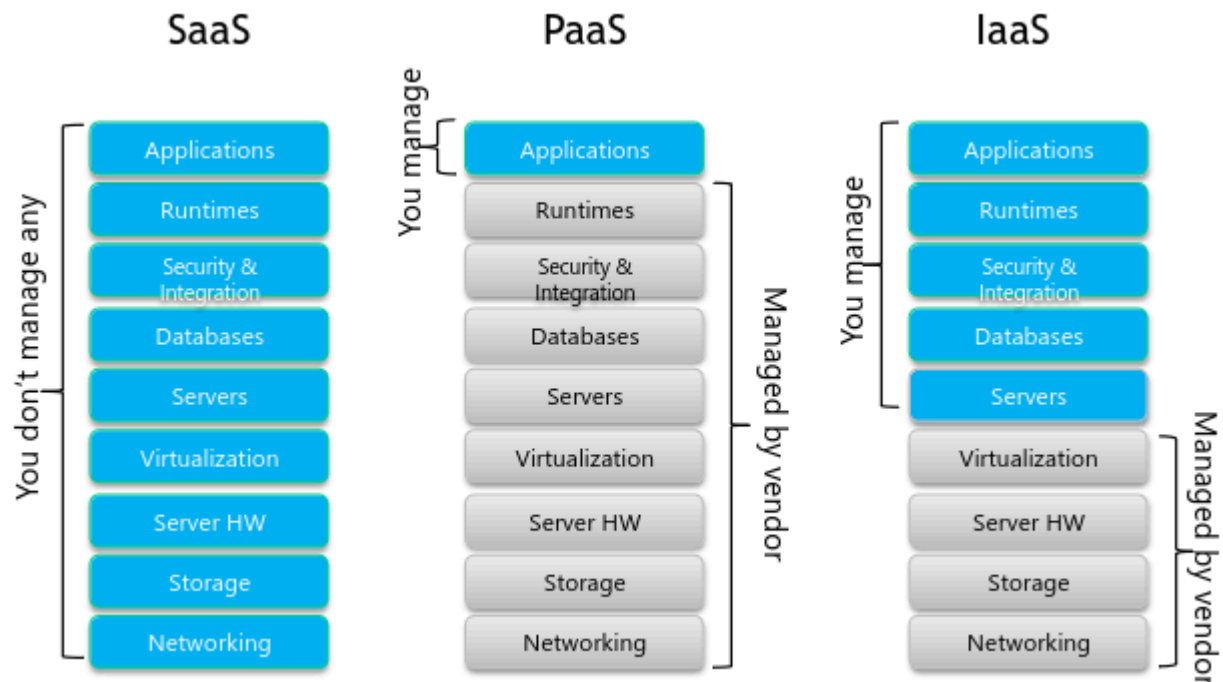 SaaS
You don't manage any
Applications
Runtimes
Security &
Integration
Databases
Servers
Virtualization
Server HW
Storage
Networking
PaaS
You manage
Applications
Runtimes
Security &
Integration
Databases
Servers
Virtualization
Server HW
Storage
Networking
Managed by vendor
IaaS
You manage
Applications
Runtimes
Security &
Integration
Databases
Servers
Virtualization
Server HW
Storage
Networking
Managed by vendor